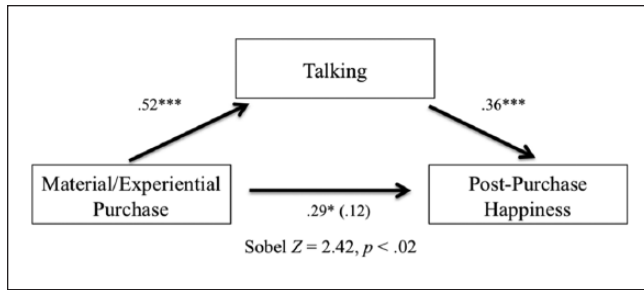 Talking
.52***
.36***
Material/Experiential
Purchase
Post-Purchase
Happiness
.29* (.12)
Sobel Z = 2.42, p < .02